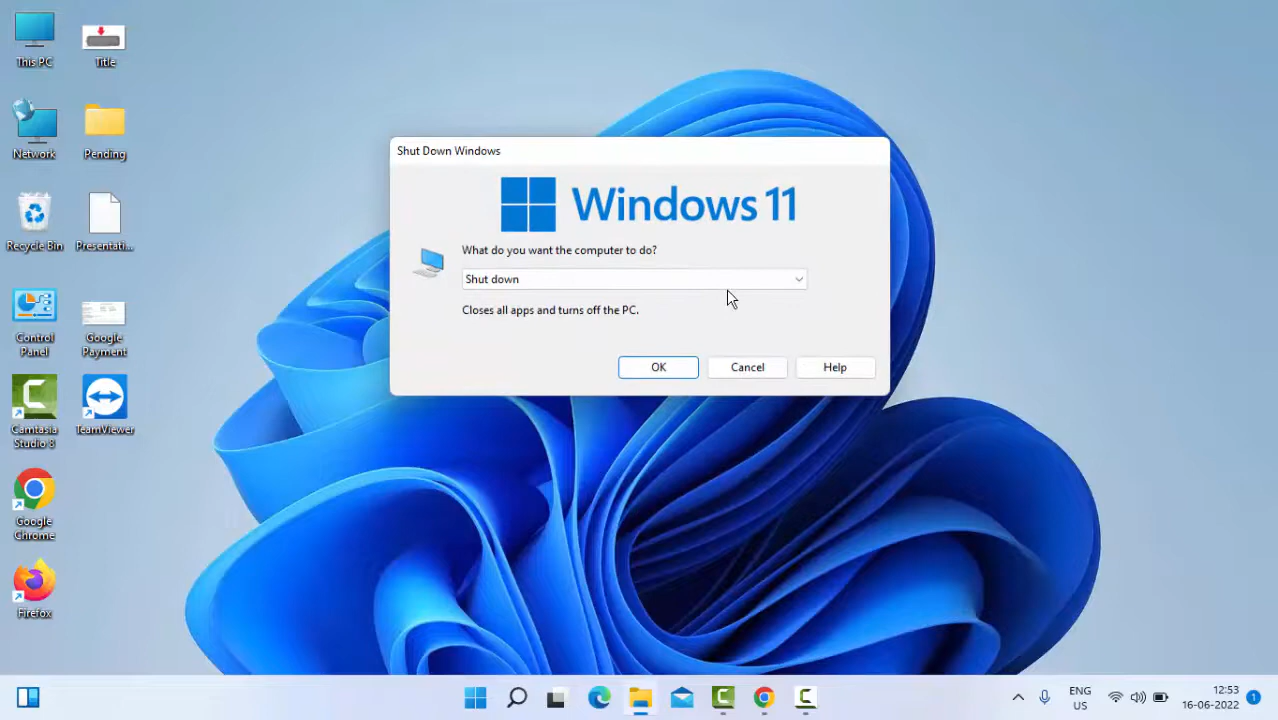 This PC
Title
Network
Pending
Recycle Bin
Presentati...
Control
Panel
Google
Payment
Camtasia
Studio 8
TeamViewer
Google
Chrome
Firefox
Shut Down Windows
Windows 11
What do you want the computer to do?
Shut down
Closes all apps and turns off the PC.
OK
Cancel
Help
ENG
US
12:53
16-06-2022
1